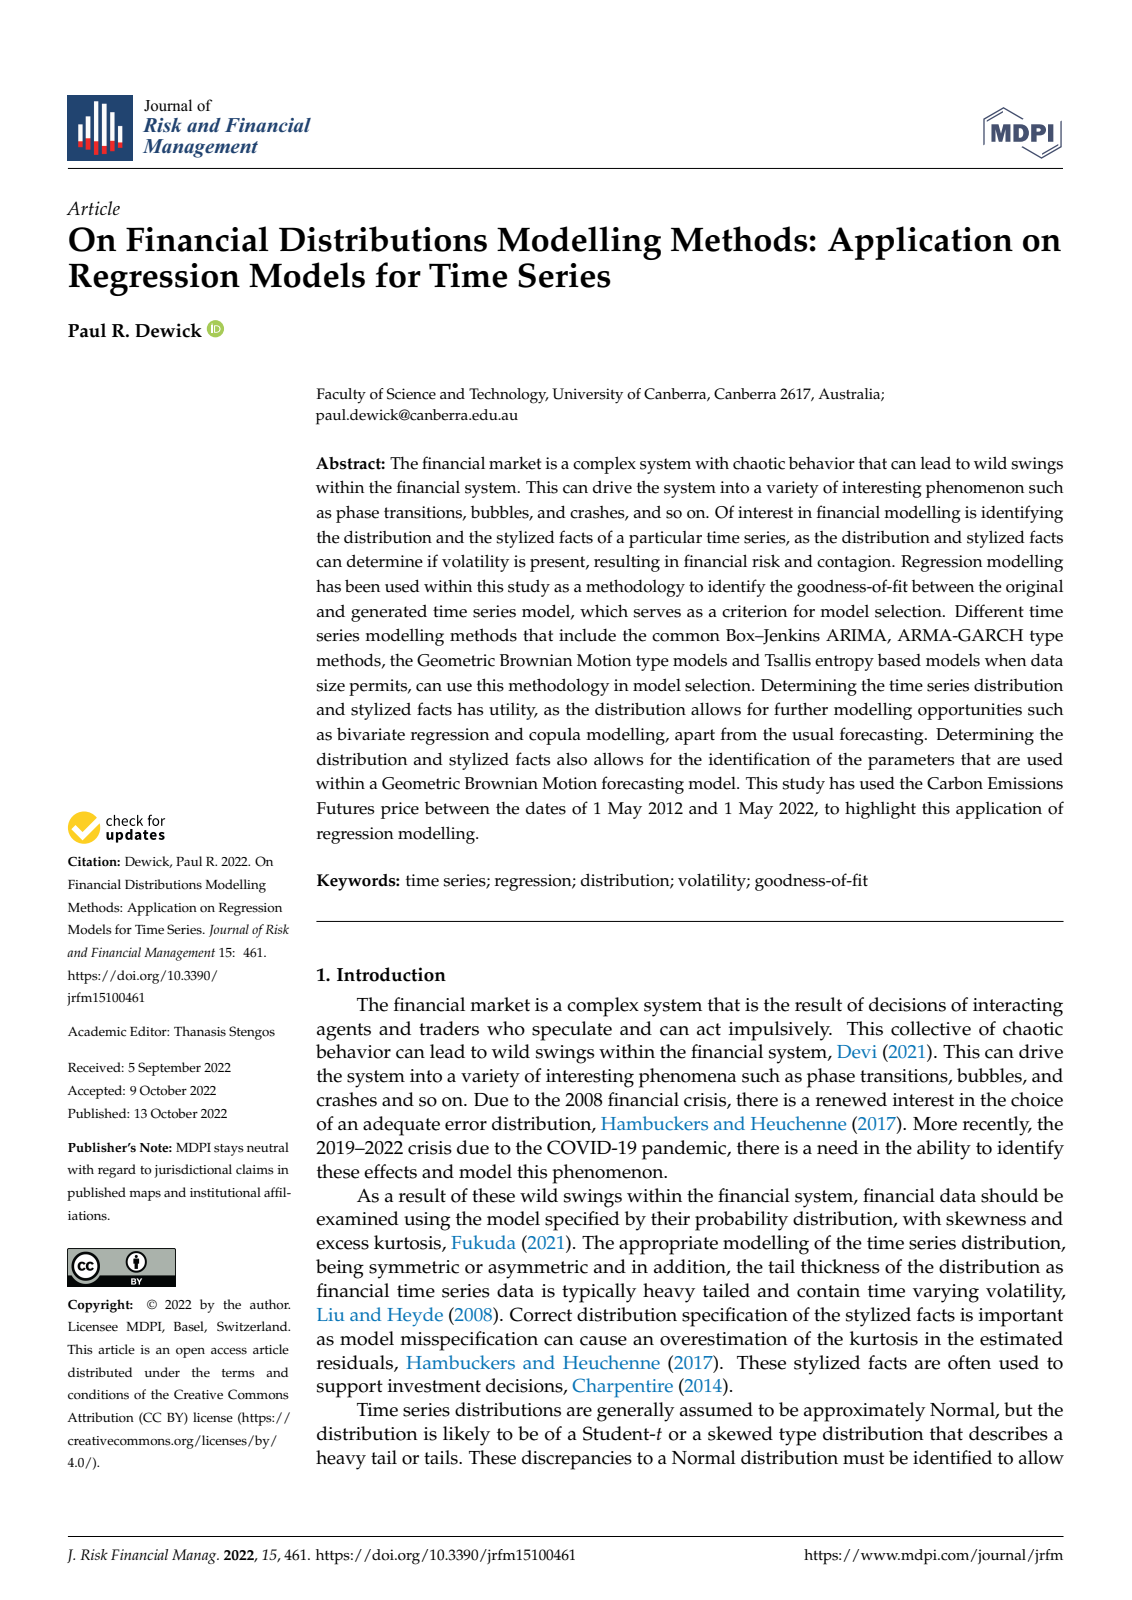 Journal of
Risk and Financial
Management
MDPI
Article
On Financial Distributions Modelling Methods: Application on
Regression Models for Time Series
Paul R. Dewick iD
Faculty of Science and Technology, University of Canberra, Canberra 2617, Australia;
paul.dewick@canberra.edu.au
Abstract: The financial market is a complex system with chaotic behavior that can lead to wild swings
within the financial system. This can drive the system into a variety of interesting phenomenon such
as phase transitions, bubbles, and crashes, and so on. Of interest in financial modelling is identifying
the distribution and the stylized facts of a particular time series, as the distribution and stylized facts
can determine if volatility is present, resulting in financial risk and contagion. Regression modelling
has been used within this study as a methodology to identify the goodness-of-fit between the original
and generated time series model, which serves as a criterion for model selection. Different time
series modelling methods that include the common Box–Jenkins ARIMA, ARMA-GARCH type
methods, the Geometric Brownian Motion type models and Tsallis entropy based models when data
size permits, can use this methodology in model selection. Determining the time series distribution
and stylized facts has utility, as the distribution allows for further modelling opportunities such
as bivariate regression and copula modelling, apart from the usual forecasting. Determining the
distribution and stylized facts also allows for the identification of the parameters that are used
within a Geometric Brownian Motion forecasting model. This study has used the Carbon Emissions
Futures price between the dates of 1 May 2012 and 1 May 2022, to highlight this application of
regression modelling.
Keywords: time series; regression; distribution; volatility; goodness-of-fit
check for
updates
Citation: Dewick, Paul R. 2022. On
Financial Distributions Modelling
Methods: Application on Regression
Models for Time Series. Journal of Risk
and Financial Management 15: 461.
https://doi.org/10.3390/
jrfm15100461
Academic Editor: Thanasis Stengos
Received: 5 September 2022
Accepted: 9 October 2022
Published: 13 October 2022
Publisher's Note: MDPI stays neutral
with regard to jurisdictional claims in
published maps and institutional affil-
iations.
cc
BY
Copyright: © 2022 by the author.
Licensee MDPI, Basel, Switzerland.
This article is an open access article
distributed under the terms and
conditions of the Creative Commons
Attribution (CC BY) license (https://
creativecommons.org/licenses/by/
4.0/).
1. Introduction
The financial market is a complex system that is the result of decisions of interacting
agents and traders who speculate and can act impulsively. This collective of chaotic
behavior can lead to wild swings within the financial system, Devi (2021). This can drive
the system into a variety of interesting phenomena such as phase transitions, bubbles, and
crashes and so on. Due to the 2008 financial crisis, there is a renewed interest in the choice
of an adequate error distribution, Hambuckers and Heuchenne (2017). More recently, the
2019–2022 crisis due to the COVID-19 pandemic, there is a need in the ability to identify
these effects and model this phenomenon.
As a result of these wild swings within the financial system, financial data should be
examined using the model specified by their probability distribution, with skewness and
excess kurtosis, Fukuda (2021). The appropriate modelling of the time series distribution,
being symmetric or asymmetric and in addition, the tail thickness of the distribution as
financial time series data is typically heavy tailed and contain time varying volatility,
Liu and Heyde (2008). Correct distribution specification of the stylized facts is important
as model misspecification can cause an overestimation of the kurtosis in the estimated
residuals, Hambuckers and Heuchenne (2017). These stylized facts are often used to
support investment decisions, Charpentire (2014).
Time series distributions are generally assumed to be approximately Normal, but the
distribution is likely to be of a Student-t or a skewed type distribution that describes a
heavy tail or tails. These discrepancies to a Normal distribution must be identified to allow
J. Risk Financial Manag. 2022, 15, 461. https://doi.org/10.3390/jrfm15100461
https://www.mdpi.com/journal/jrfm